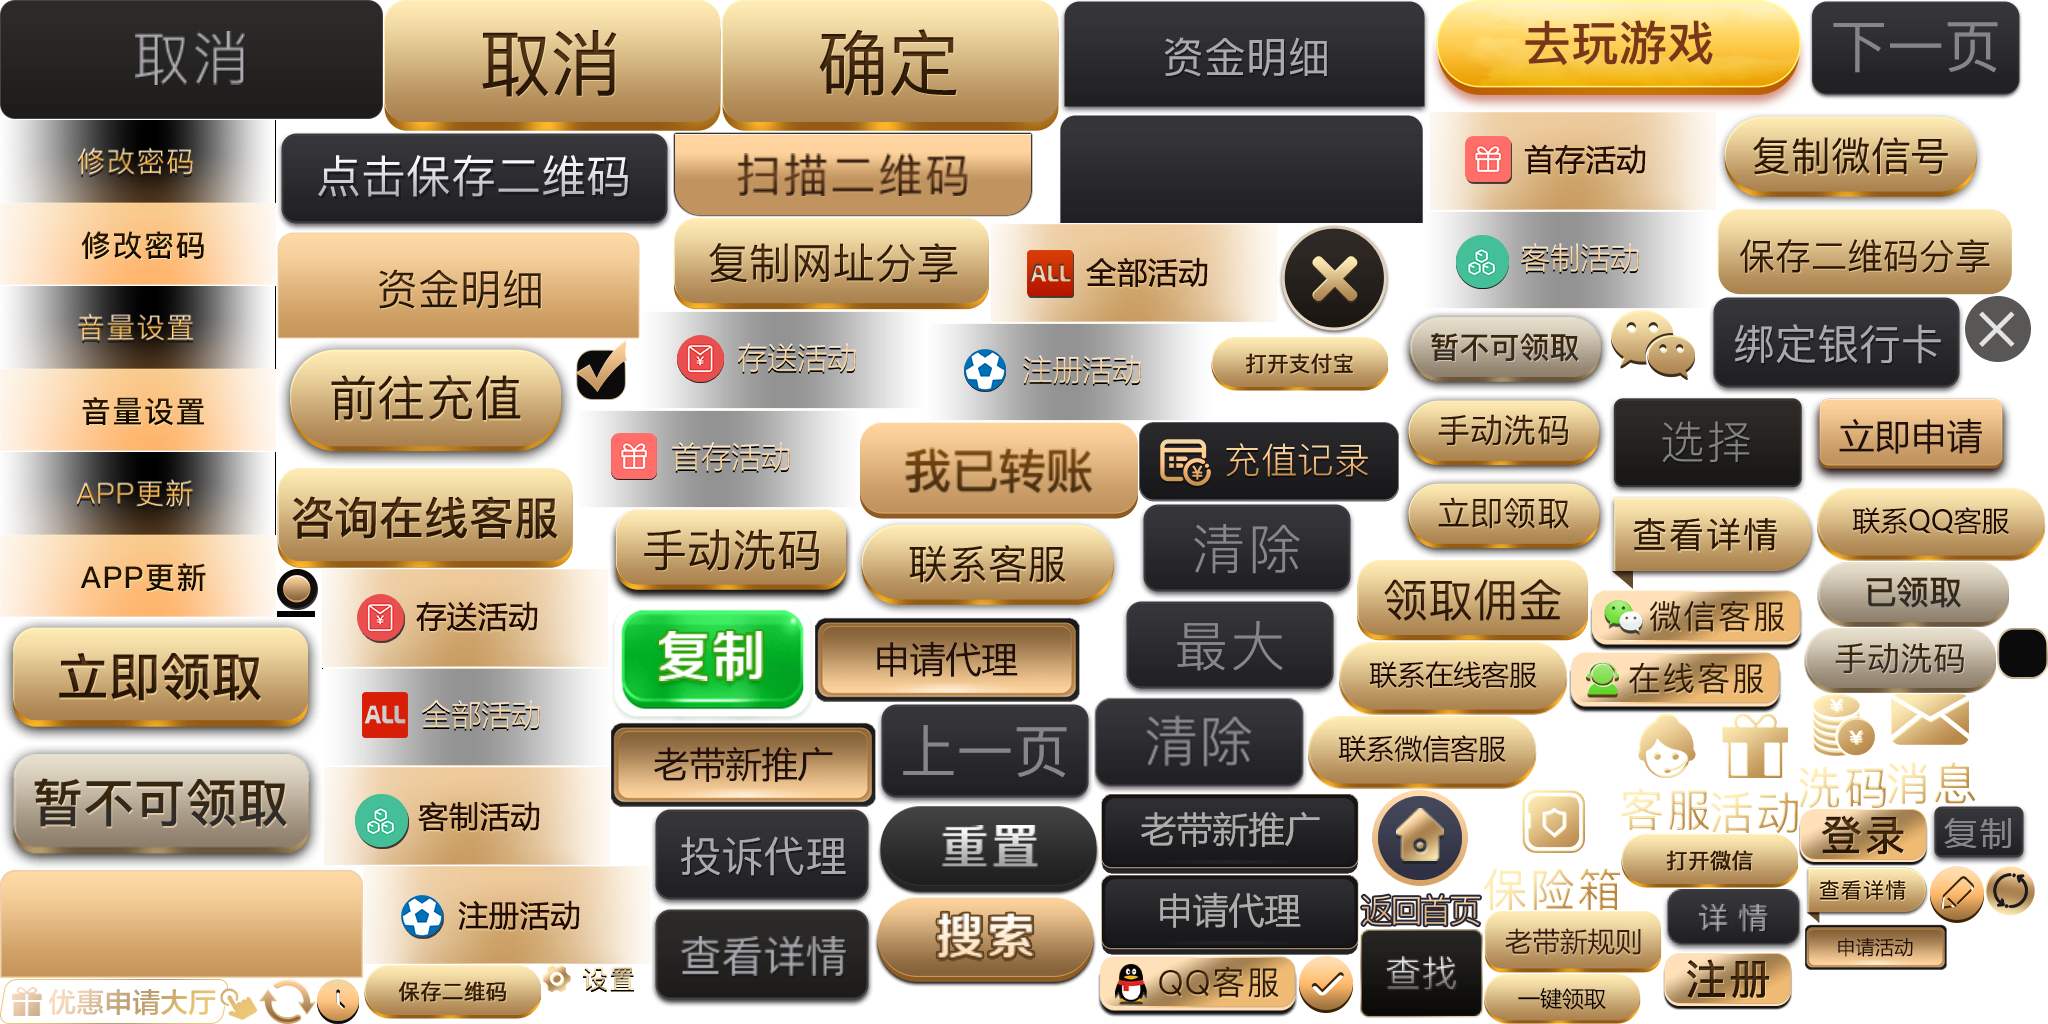 取消
取消
确定
资金明细
去玩游戏
下一页
修改密码
点击保存二维码
扫描二维码
首存活动
复制微信号
修改密码
资金明细
复制网址分享
ALL 全部活动
客制活动
保存二维码分享
音量设置
存送活动
注册活动
打开支付宝
暂不可领取
绑定银行卡
音量设置
前往充值
首存活动
我已转账
充值记录
手动洗码
选择
立即申请
APP更新
咨询在线客服
手动洗码
联系客服
清除
立即领取
查看详情
联系QQ客服
APP更新
存送活动
复制
申请代理
最大
领取佣金
微信客服
已领取
立即领取
ALL 全部活动
老带新推广
上一页
清除
联系在线客服
在线客服
手动洗码
联系微信客服
暂不可领取
客制活动
投诉代理
重置
老带新推广
客服
活动
洗码
消息
登录
复制
打开微信
保险箱
查看详情
注册活动
查看详情
搜索
申请代理
返回首页
老带新规则
详情
申请活动
优惠申请大厅
保存二维码
设置
QQ客服
查找
一键领取
注册